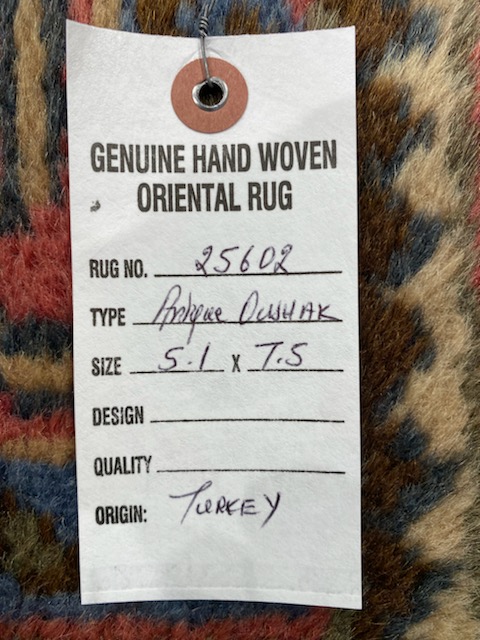 GENUINE HAND WOVEN
ORIENTAL RUG
RUG NO. 25602
TYPE Antique Oushak
SIZE 5.1 X 7.5
DESIGN
QUALITY
ORIGIN: TURKEY